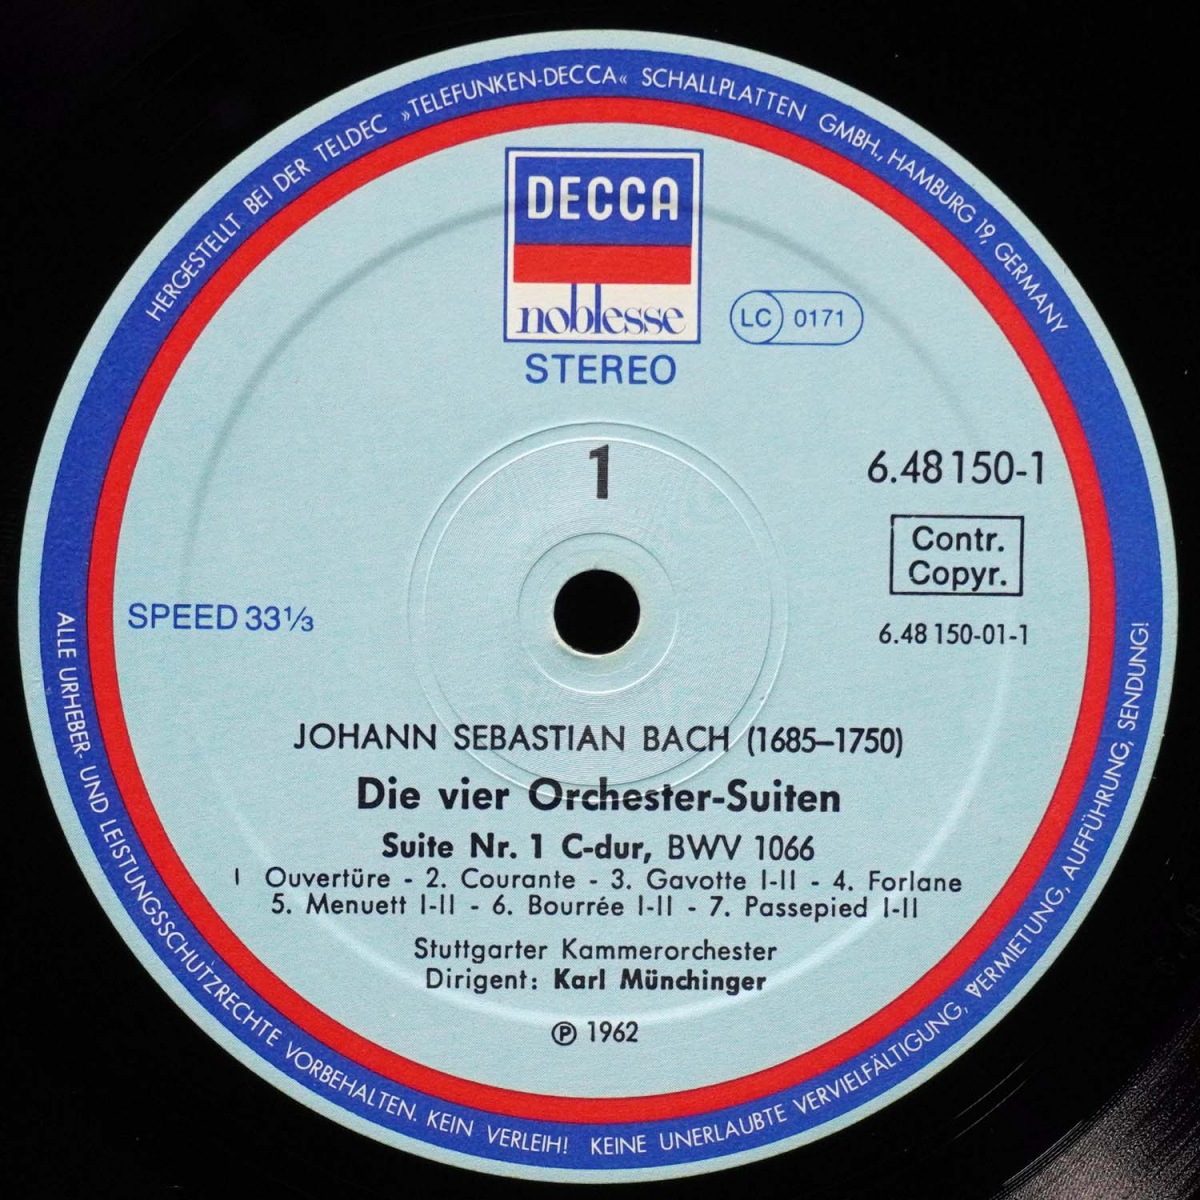 HERGESTELLT BEI DER TELDEC »TELEFUNKEN-DECCA« SCHALLPLATTEN GMBH., HAMBURG 19, GERMANY
DECCA
noblesse
STEREO
LC 0171
1
6.48 150-1
Contr.
Copyr.
SPEED 33⅓
6.48 150-01-1
JOHANN SEBASTIAN BACH (1685–1750)
Die vier Orchester-Suiten
Suite Nr. 1 C-dur, BWV 1066
1 Ouvertüre - 2. Courante - 3. Gavotte I-II - 4. Forlane
5. Menuett I-II - 6. Bourrée I-II - 7. Passepied I-II
Stuttgarter Kammerorchester
Dirigent: Karl Münchinger
℗ 1962
ALLE URHEBER- UND LEISTUNGSSCHUTZRECHTE VORBEHALTEN. KEIN VERLEIH! KEINE UNERLAUBTE VERVIELFÄLTIGUNG, VERMIETUNG, AUFFÜHRUNG, SENDUNG!